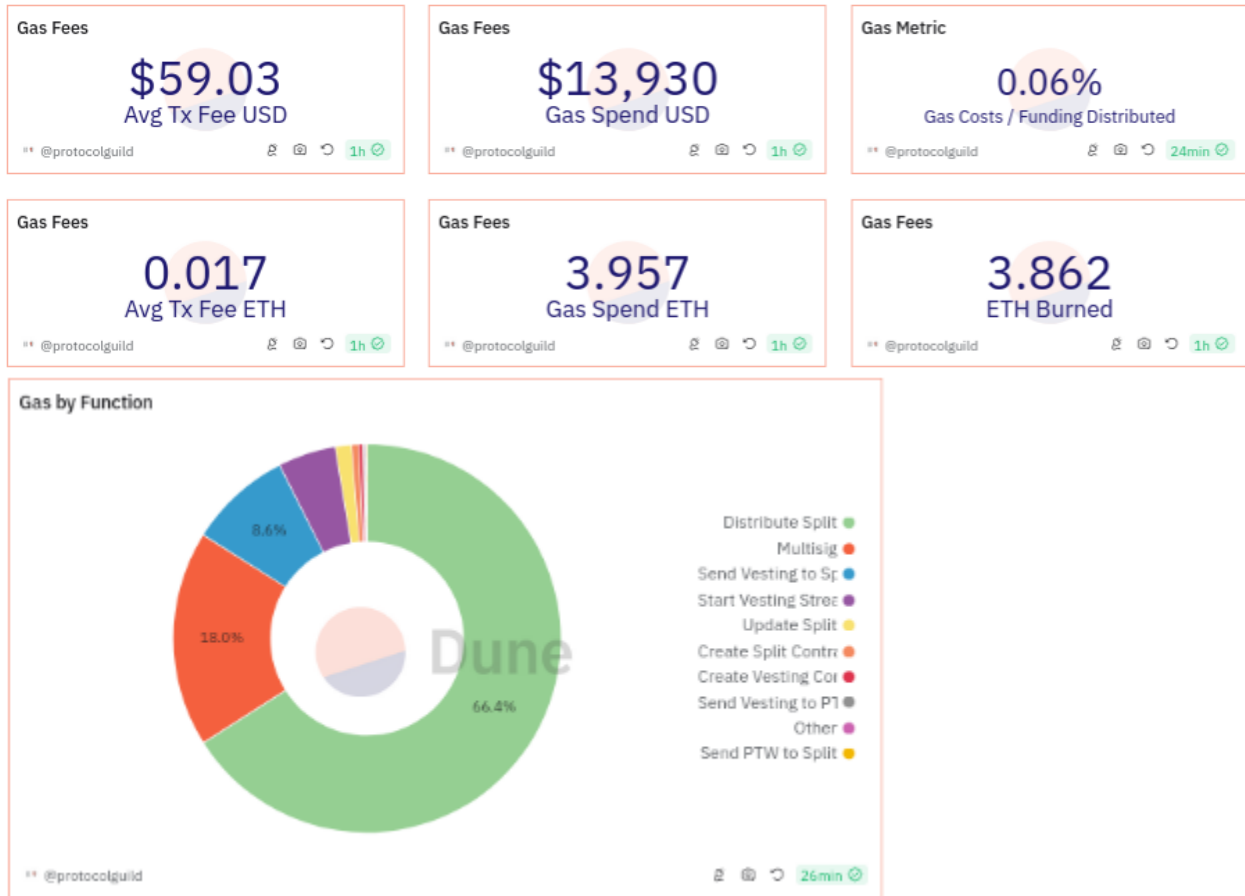 Gas Fees
$59.03
Avg Tx Fee USD
@protocolguild
1h
Gas Fees
$13,930
Gas Spend USD
@protocolguild
1h
Gas Metric
0.06%
Gas Costs / Funding Distributed
@protocolguild
24min
Gas Fees
0.017
Avg Tx Fee ETH
@protocolguild
1h
Gas Fees
3.957
Gas Spend ETH
@protocolguild
1h
Gas Fees
3.862
ETH Burned
@protocolguild
1h
Gas by Function
8.6%
18.0%
66.4%
Dune
Distribute Split
Multisig
Send Vesting to Sp
Start Vesting Strea
Update Split
Create Split Contra
Create Vesting Con
Send Vesting to PT
Other
Send PTW to Split
@protocolguild
26min